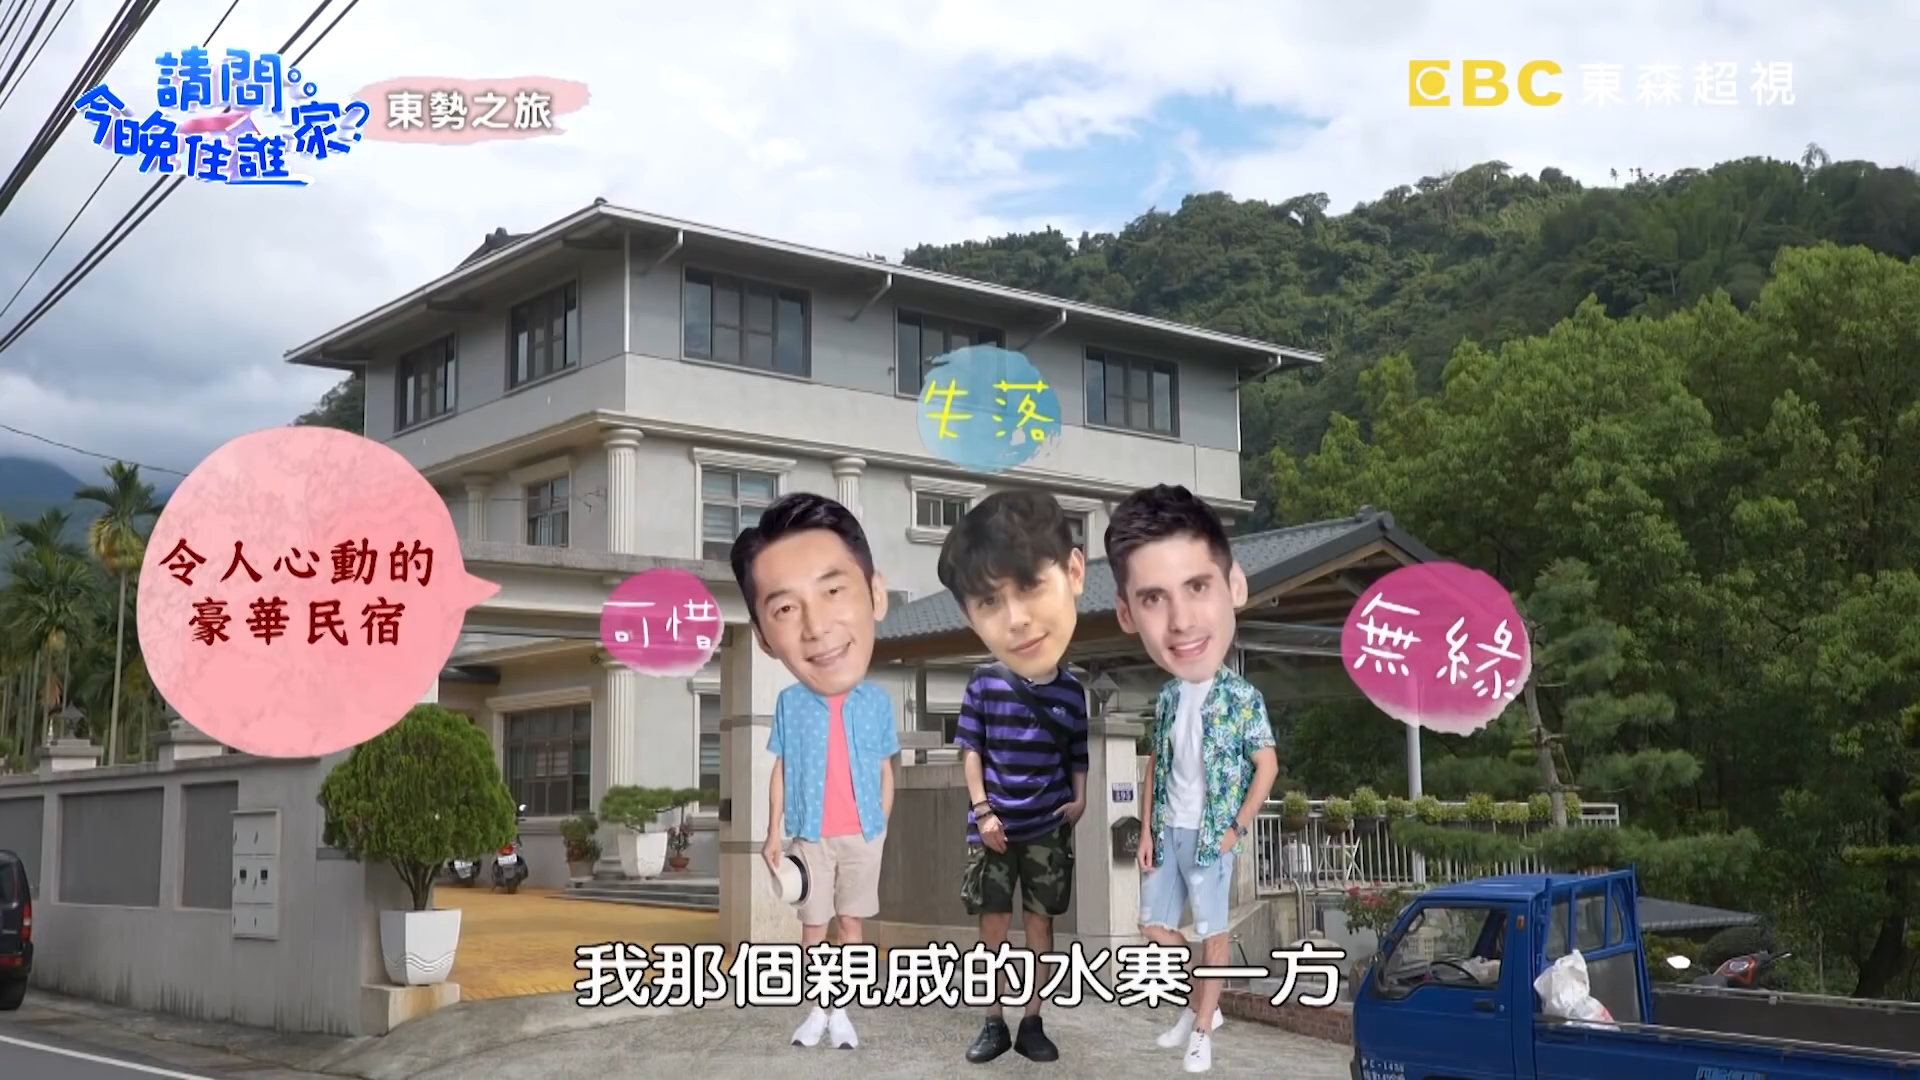 請問
今晚住誰家?
東勢之旅
EBC 東森超視
失落
令人心動的
豪華民宿
可惜
無緣
我那個親戚的水寨一方